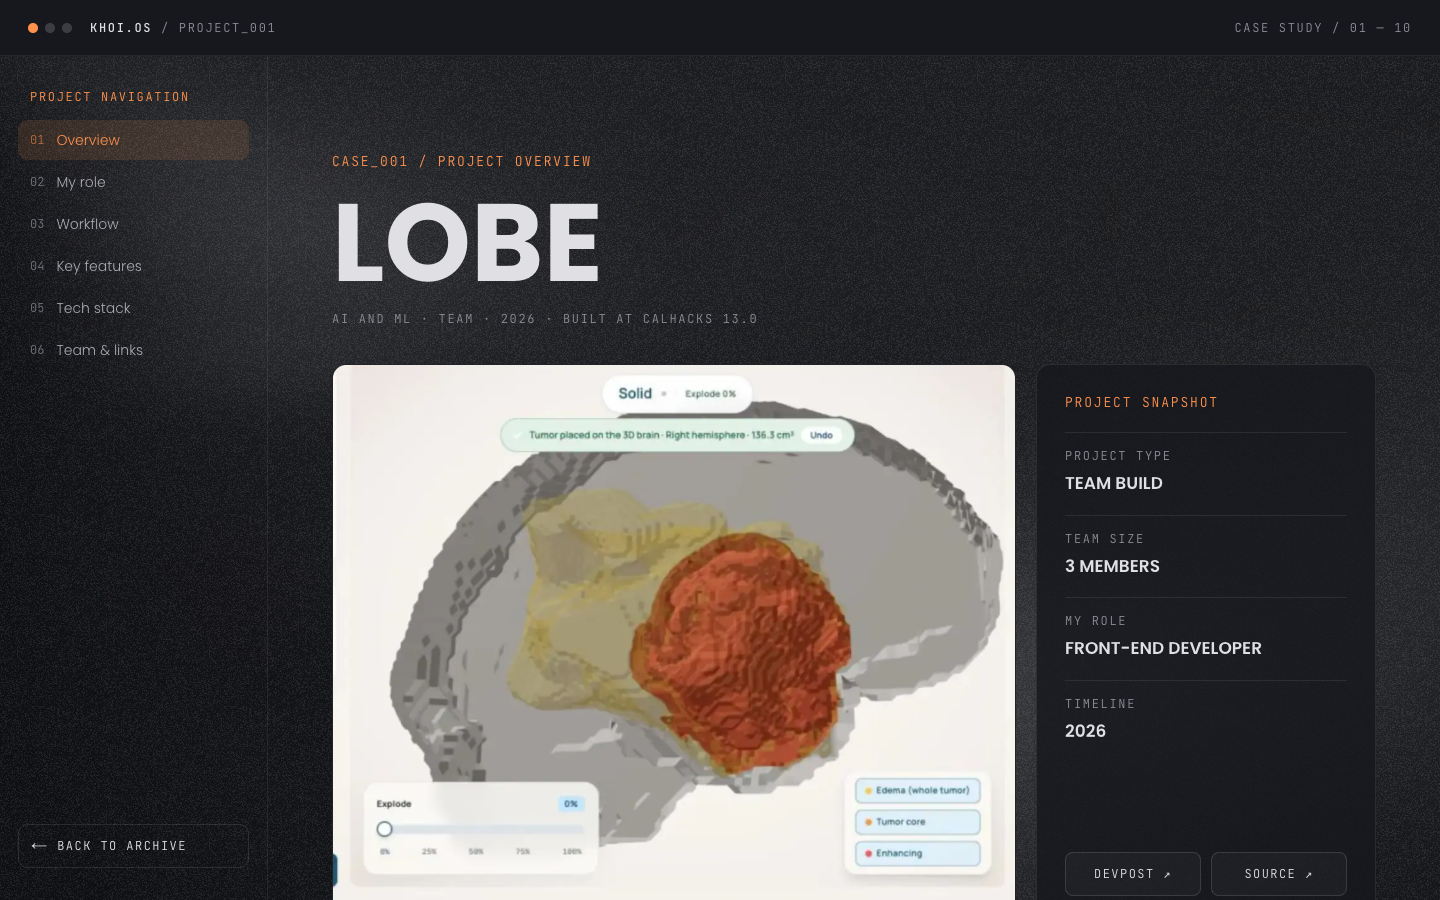 KHOI.OS / PROJECT_001
CASE STUDY / 01 — 10
PROJECT NAVIGATION
01 Overview
02 My role
03 Workflow
04 Key features
05 Tech stack
06 Team & links
← BACK TO ARCHIVE
CASE_001 / PROJECT OVERVIEW
LOBE
AI AND ML · TEAM · 2026 · BUILT AT CALHACKS 13.0
Solid Explode 0%
Tumor placed on the 3D brain · Right hemisphere · 136.3 cm³ Undo
Explode 0%
0% 25% 50% 75% 100%
Edema (whole tumor)
Tumor core
Enhancing
PROJECT SNAPSHOT
PROJECT TYPE
TEAM BUILD
TEAM SIZE
3 MEMBERS
MY ROLE
FRONT-END DEVELOPER
TIMELINE
2026
DEVPOST ↗
SOURCE ↗